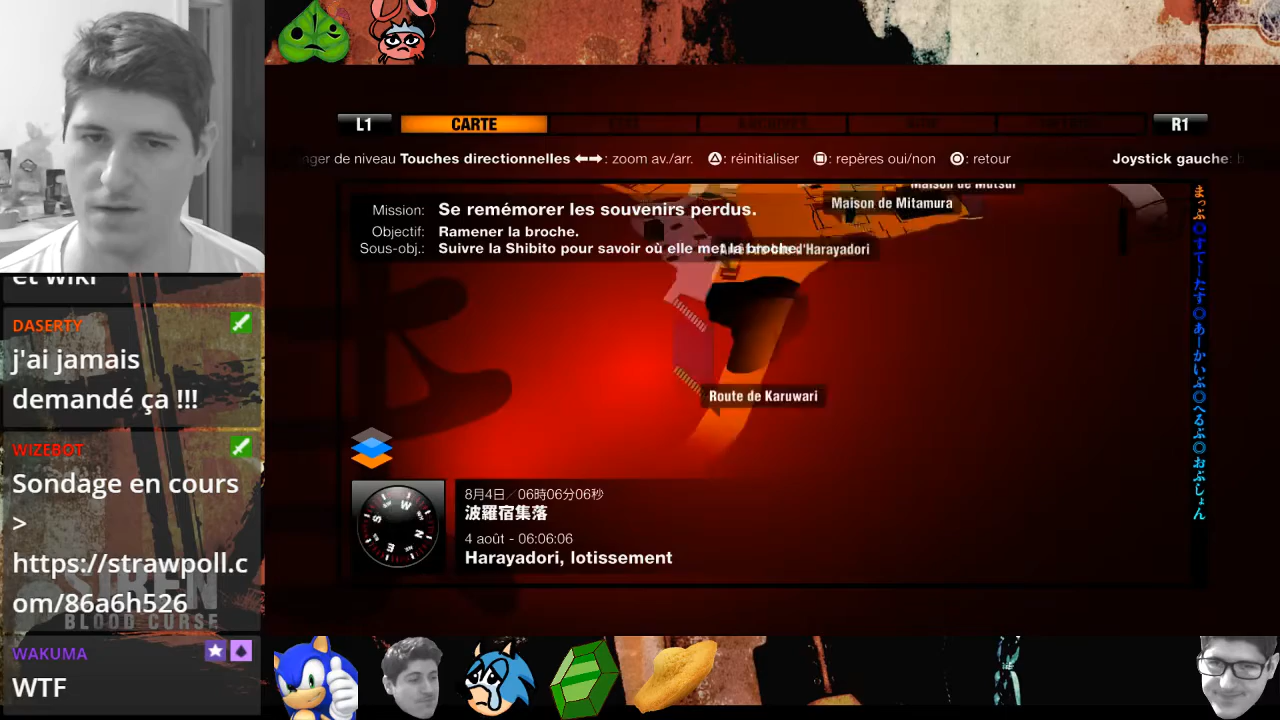 L1
CARTE
R1
nger de niveau Touches directionnelles : zoom av./arr. : réinitialiser : repères oui/non : retour
Joystick gauche:
Maison de Mutsui
Maison de Mitamura
Mission: Se remémorer les souvenirs perdus.
Objectif: Ramener la broche.
Sous-obj.: Suivre la Shibito pour savoir où elle met la broche.
d'Harayadori
Route de Karuwari
まっぷ◎すてーたす◎あーかいぶ◎へるぷ◎おぷしょん
8月4日／06時06分06秒
波羅宿集落
4 août - 06:06:06
Harayadori, lotissement
W
N
E
S
et wiki
DASERTY
j'ai jamais
demandé ça !!!
WIZEBOT
Sondage en cours
>
https://strawpoll.c
om/86a6h526
SIREN
BLOOD CURSE
WAKUMA
WTF